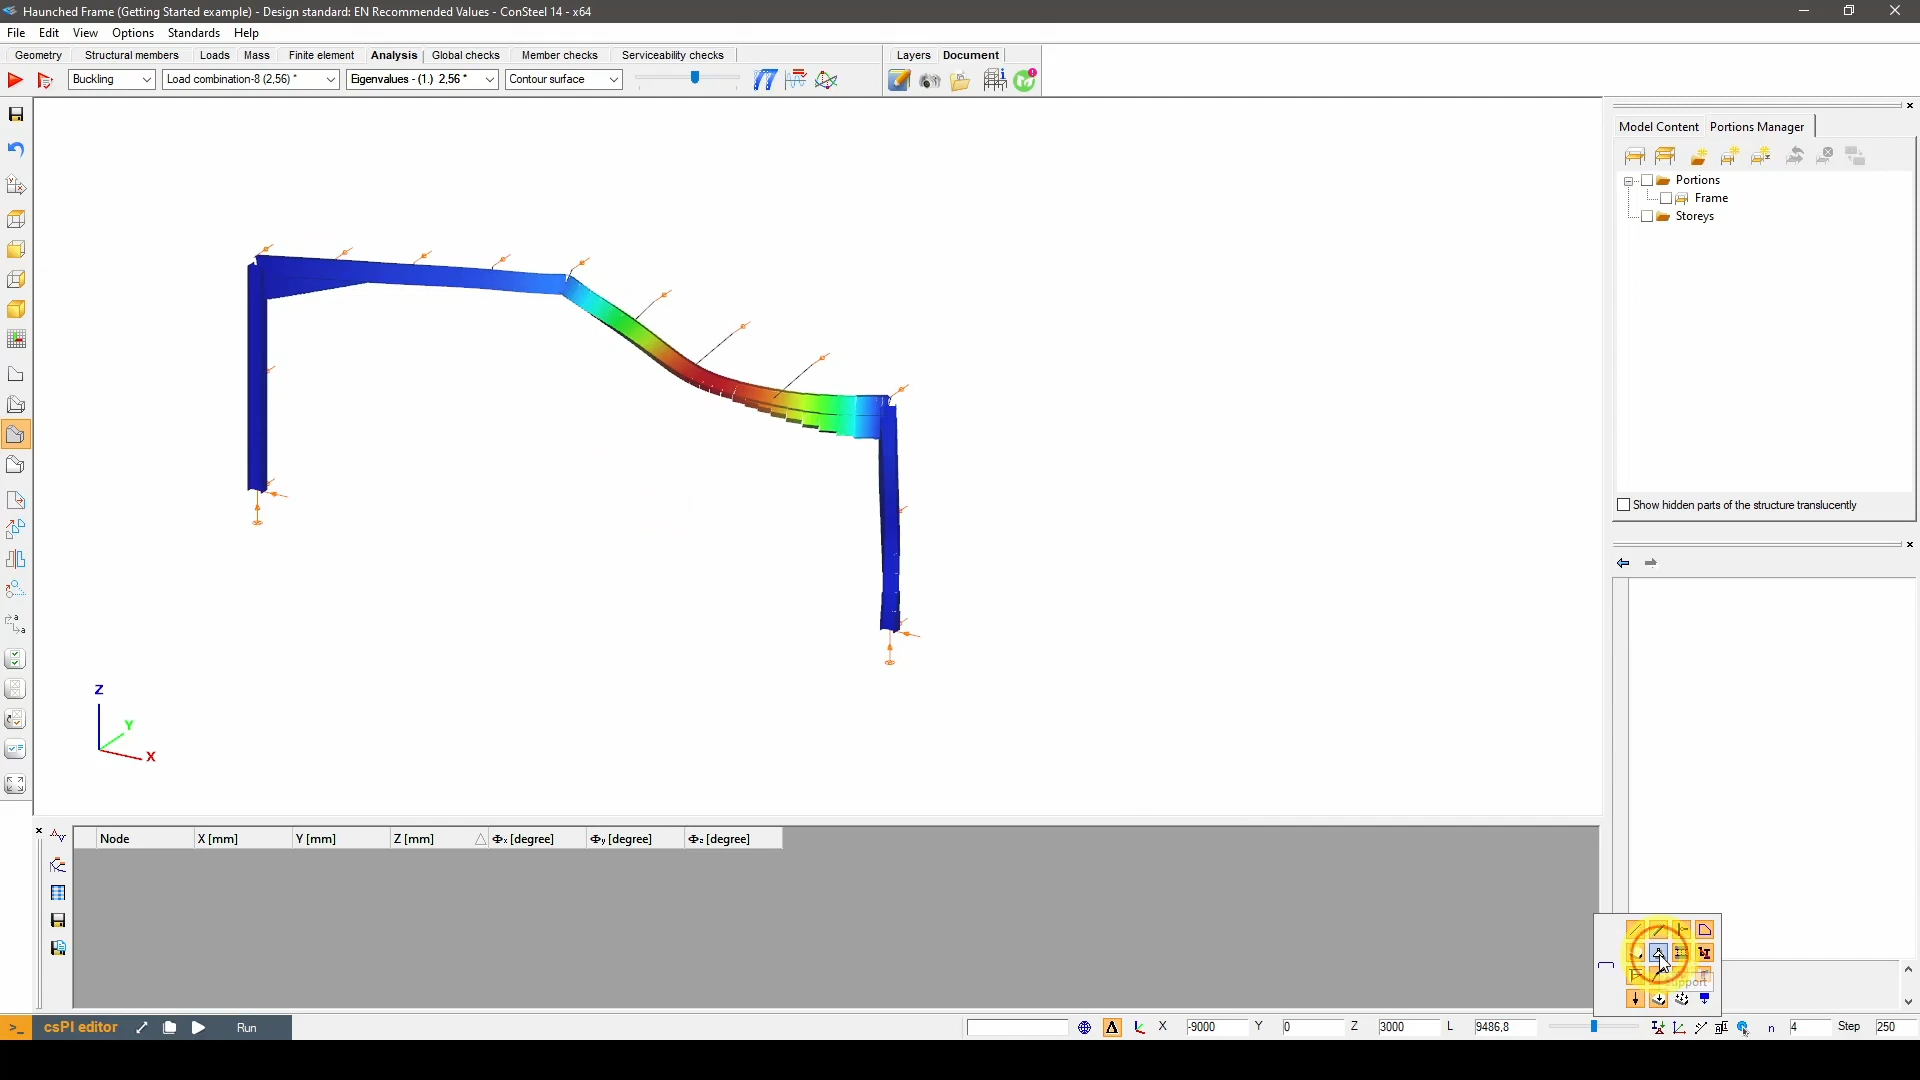 Haunched Frame (Getting Started example) - Design standard: EN Recommended Values - ConSteel 14 - x64
File Edit View Options Standards Help
Geometry Structural members Loads Mass Finite element Analysis Global checks Member checks Serviceability checks Layers Document
Buckling Load combination-8 (2,56) * Eigenvalues - (1.) 2,56 * Contour surface
Model Content Portions Manager
Portions
Frame
Storeys
Show hidden parts of the structure translucently
Z
Y
X
Node X [mm] Y [mm] Z [mm] Φx [degree] Φy [degree] Φz [degree]
support
>_ csPI editor Run X -9000 Y 0 Z 3000 L 9486,8 n 4 Step 250